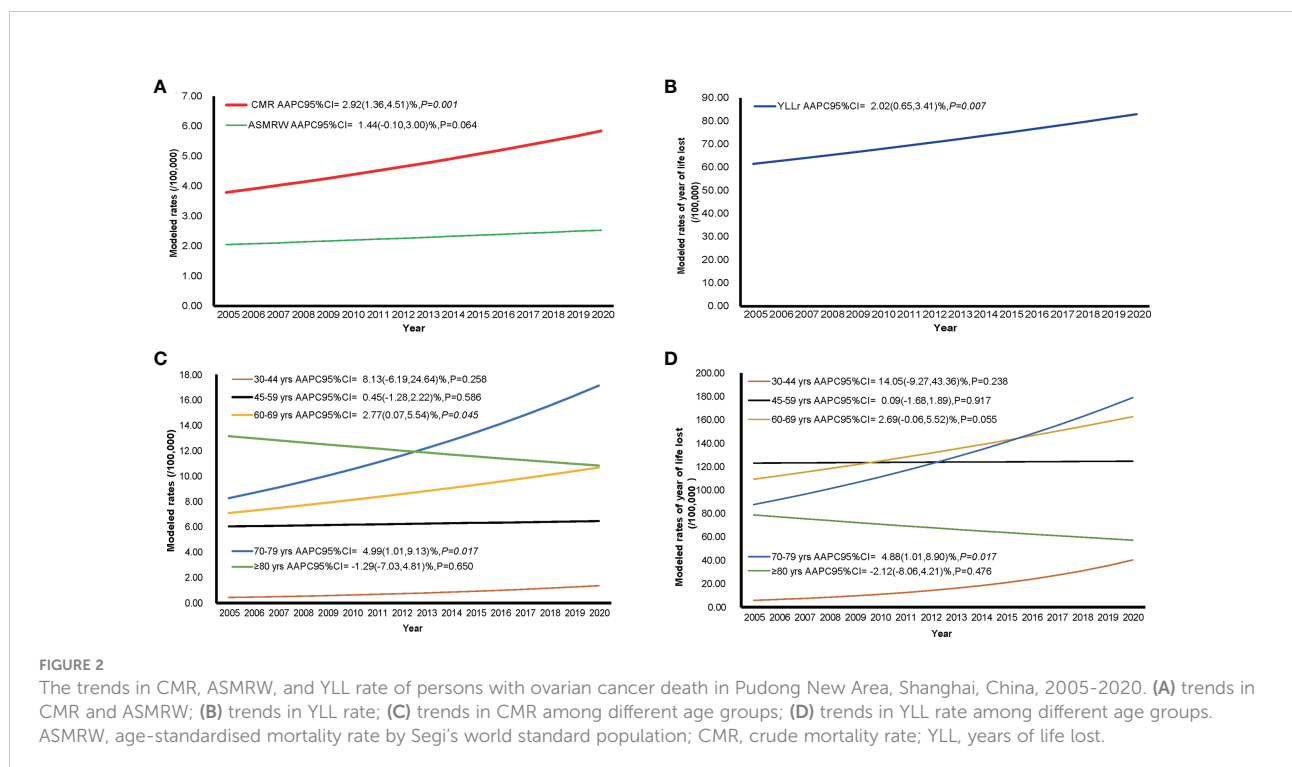 A
7.00
6.00
5.00
4.00
3.00
2.00
1.00
0.00
Modeled rates (/100,000)
CMR AAPC95%CI= 2.92(1.36,4.51)%,P=0.001
ASMRW AAPC95%CI= 1.44(-0.10,3.00)%,P=0.064
2005 2006 2007 2008 2009 2010 2011 2012 2013 2014 2015 2016 2017 2018 2019 2020
Year
B
90.00
80.00
70.00
60.00
50.00
40.00
30.00
20.00
10.00
0.00
Modeled rates of year of life lost
(/100,000)
YLLr AAPC95%CI= 2.02(0.65,3.41)%,P=0.007
2005 2006 2007 2008 2009 2010 2011 2012 2013 2014 2015 2016 2017 2018 2019 2020
Year
C
18.00
16.00
14.00
12.00
10.00
8.00
6.00
4.00
2.00
0.00
Modeled rates (/100,000)
30-44 yrs AAPC95%CI= 8.13(-6.19,24.64)%,P=0.258
45-59 yrs AAPC95%CI= 0.45(-1.28,2.22)%,P=0.586
60-69 yrs AAPC95%CI= 2.77(0.07,5.54)%,P=0.045
70-79 yrs AAPC95%CI= 4.99(1.01,9.13)%,P=0.017
≥80 yrs AAPC95%CI= -1.29(-7.03,4.81)%,P=0.650
2005 2006 2007 2008 2009 2010 2011 2012 2013 2014 2015 2016 2017 2018 2019 2020
Year
D
200.00
180.00
160.00
140.00
120.00
100.00
80.00
60.00
40.00
20.00
0.00
Modeled rates of year of life lost
(/100,000 )
30-44 yrs AAPC95%CI= 14.05(-9.27,43.36)%,P=0.238
45-59 yrs AAPC95%CI= 0.09(-1.68,1.89),P=0.917
60-69 yrs AAPC95%CI= 2.69(-0.06,5.52)%,P=0.055
70-79 yrs AAPC95%CI= 4.88(1.01,8.90)%,P=0.017
≥80 yrs AAPC95%CI= -2.12(-8.06,4.21)%,P=0.476
2005 2006 2007 2008 2009 2010 2011 2012 2013 2014 2015 2016 2017 2018 2019 2020
Year
FIGURE 2
The trends in CMR, ASMRW, and YLL rate of persons with ovarian cancer death in Pudong New Area, Shanghai, China, 2005-2020. (A) trends in
CMR and ASMRW; (B) trends in YLL rate; (C) trends in CMR among different age groups; (D) trends in YLL rate among different age groups.
ASMRW, age-standardised mortality rate by Segi's world standard population; CMR, crude mortality rate; YLL, years of life lost.